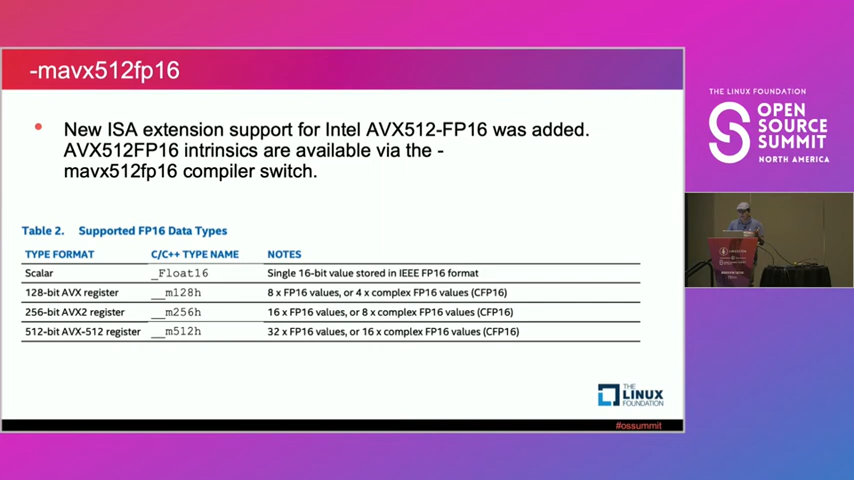 -mavx512fp16
New ISA extension support for Intel AVX512-FP16 was added.
AVX512FP16 intrinsics are available via the -
mavx512fp16 compiler switch.
Table 2. Supported FP16 Data Types
TYPE FORMAT C/C++ TYPE NAME NOTES
Scalar _Float16 Single 16-bit value stored in IEEE FP16 format
128-bit AVX register __m128h 8 x FP16 values, or 4 x complex FP16 values (CFP16)
256-bit AVX2 register __m256h 16 x FP16 values, or 8 x complex FP16 values (CFP16)
512-bit AVX-512 register __m512h 32 x FP16 values, or 16 x complex FP16 values (CFP16)
THE
LINUX
FOUNDATION
#ossummit
THE LINUX FOUNDATION
OPEN
SOURCE
SUMMIT
NORTH AMERICA